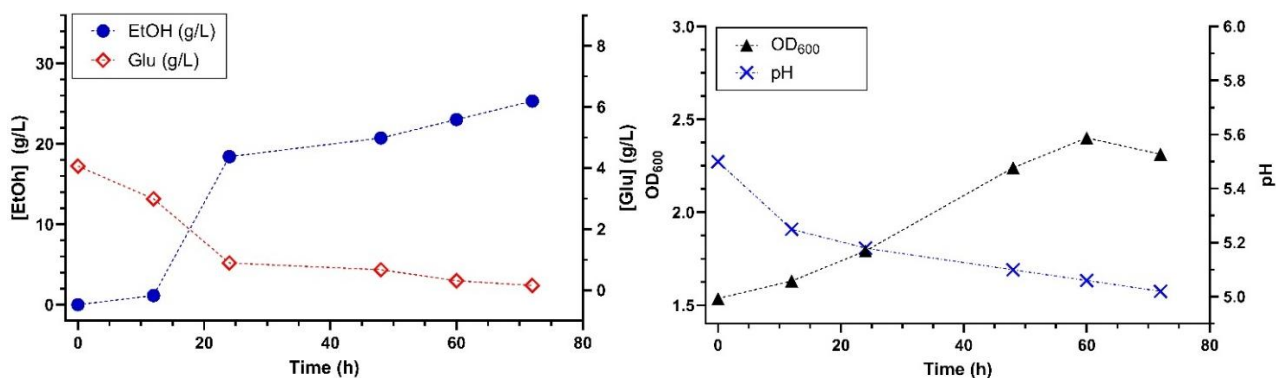 EtOH (g/L)
Glu (g/L)
[EtOh] (g/L)
30
20
10
0
8
6
4
2
0
[Glu] (g/L)
0
20
40
60
80
Time (h)
OD600
pH
OD600
3.0
2.5
2.0
1.5
6.0
5.8
5.6
5.4
5.2
5.0
pH
0
20
40
60
80
Time (h)